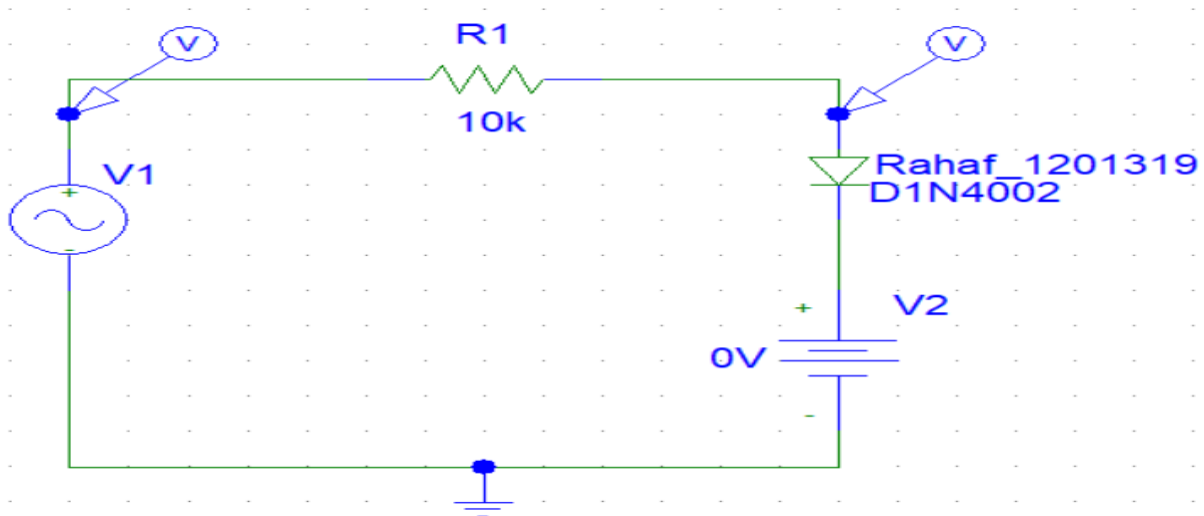 V
R1
V
10k
V1
+
-
Rahaf_1201319
D1N4002
+
V2
0V
-